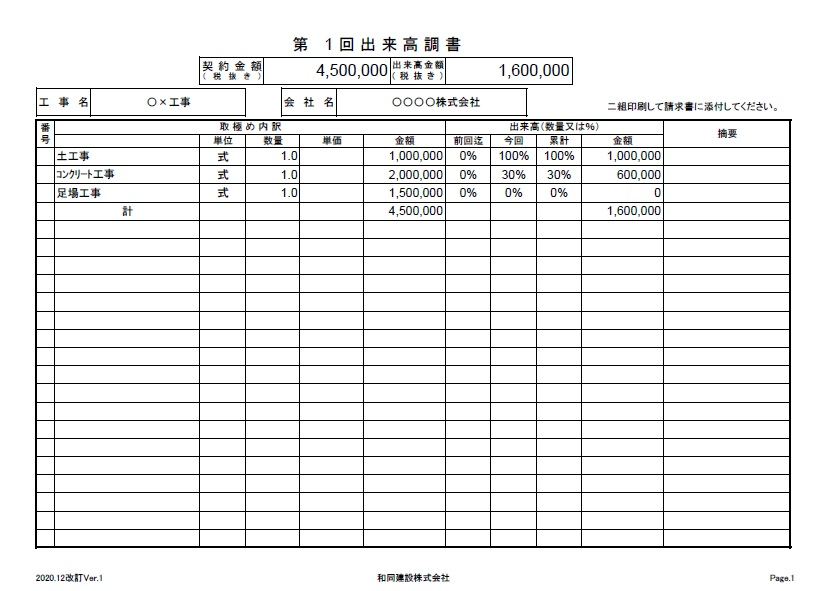 第 1回出来高調書
契約金額 (税抜き) 4,500,000 出来高金額 (税抜き) 1,600,000
工事名 〇×工事 会社名 〇〇〇〇株式会社 二組印刷して請求書に添付してください。
番号 取極め内訳 出来高(数量又は%) 摘要
単位 数量 単価 金額 前回迄 今回 累計 金額
土工事 式 1.0 1,000,000 0% 100% 100% 1,000,000
コンクリート工事 式 1.0 2,000,000 0% 30% 30% 600,000
足場工事 式 1.0 1,500,000 0% 0% 0% 0
計 4,500,000 1,600,000
2020.12改訂Ver.1 和同建設株式会社 Page.1